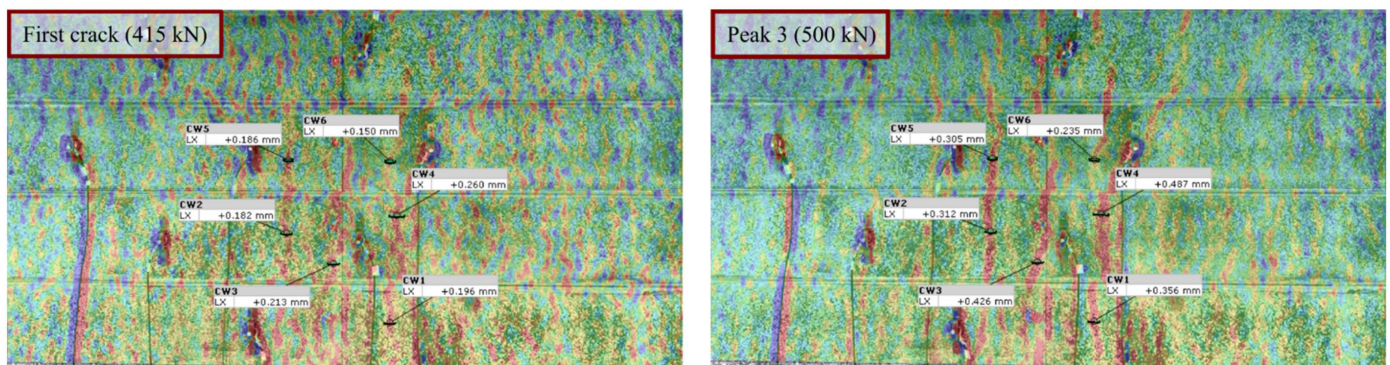 First crack (415 kN)
CW5
LX +0.186 mm
CW6
LX +0.150 mm
CW4
LX +0.260 mm
CW2
LX +0.182 mm
CW3
LX +0.213 mm
CW1
LX +0.196 mm
Peak 3 (500 kN)
CW5
LX +0.305 mm
CW6
LX +0.235 mm
CW4
LX +0.487 mm
CW2
LX +0.312 mm
CW3
LX +0.426 mm
CW1
LX +0.356 mm